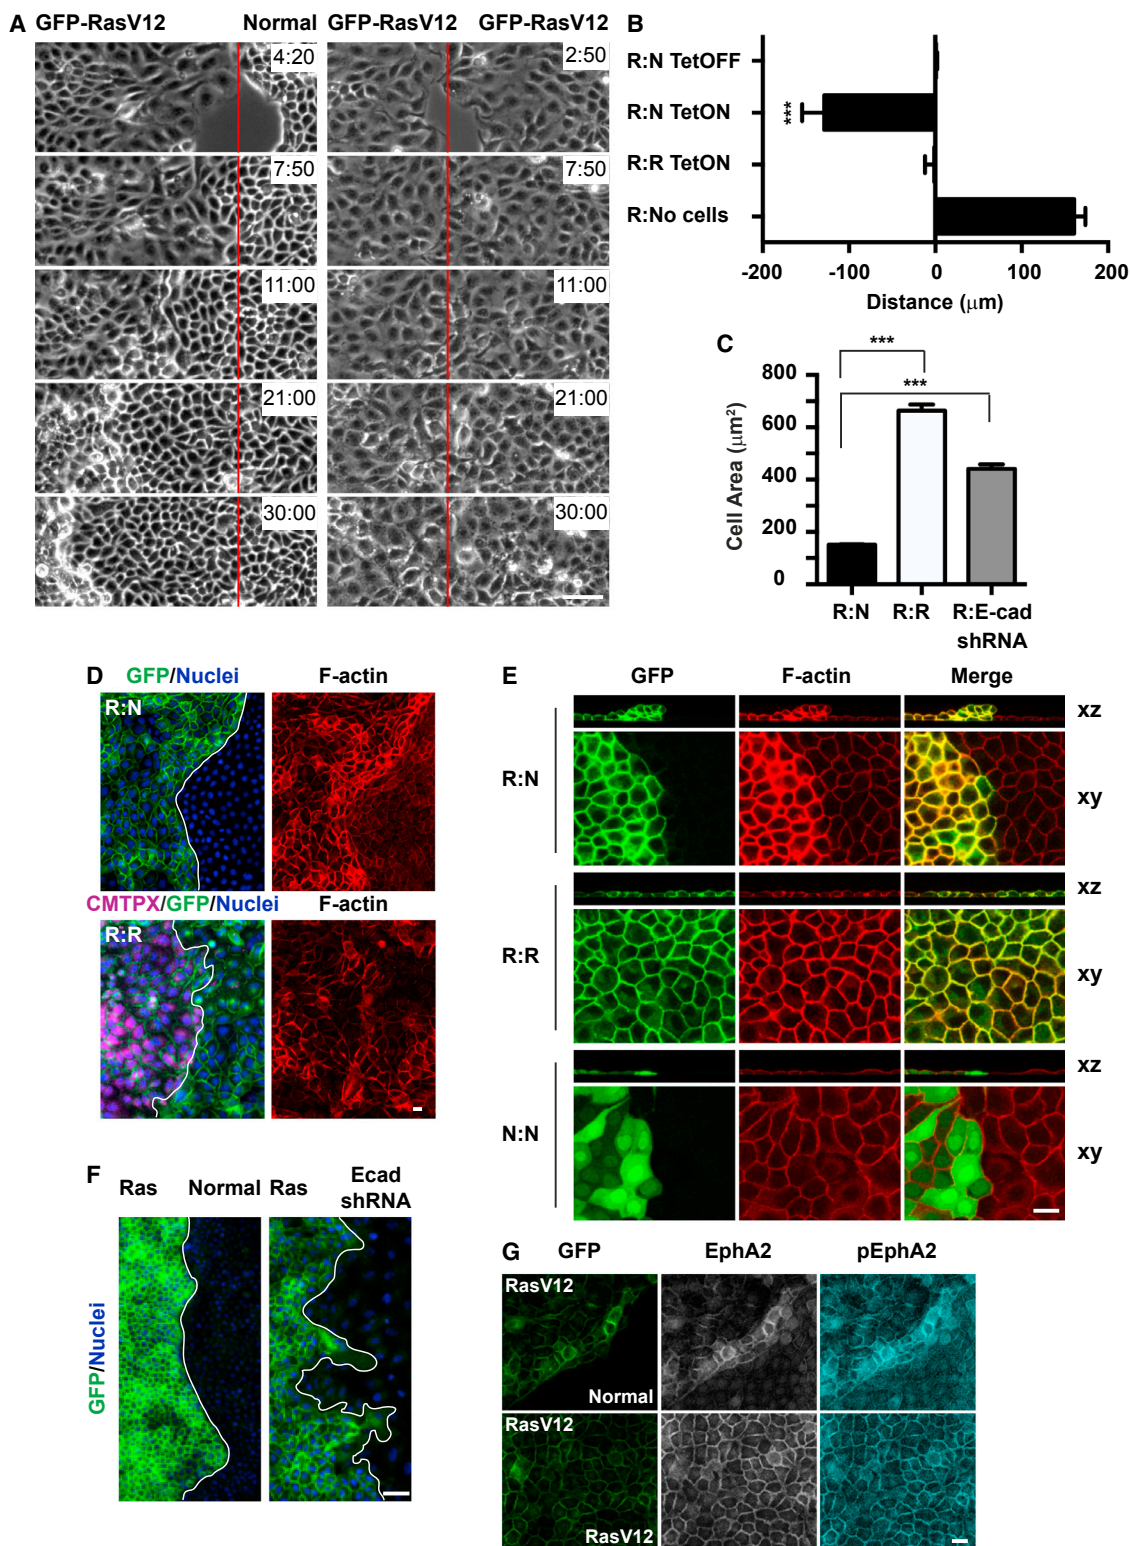 A
GFP-RasV12 Normal GFP-RasV12 GFP-RasV12
4:20 2:50
7:50 7:50
11:00 11:00
21:00 21:00
30:00 30:00
B
R:N TetOFF
R:N TetON
***
R:R TetON
R:No cells
-200 -100 0 100 200
Distance (μm)
C
***
***
800
600
400
200
0
Cell Area (μm²)
R:N R:R R:E-cad
shRNA
D
GFP/Nuclei F-actin
R:N
CMTPX/GFP/Nuclei F-actin
R:R
E
GFP F-actin Merge
R:N
xz
xy
R:R
xz
xy
N:N
xz
xy
F
Ras Normal Ras Ecad
shRNA
GFP/Nuclei
G
GFP EphA2 pEphA2
RasV12
Normal
RasV12
RasV12